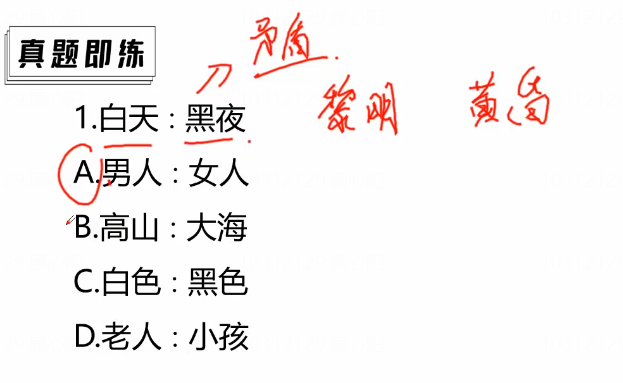 真题即练
矛盾.
黎明 黄昏
1.白天：黑夜
A.男人：女人
B.高山：大海
C.白色：黑色
D.老人：小孩